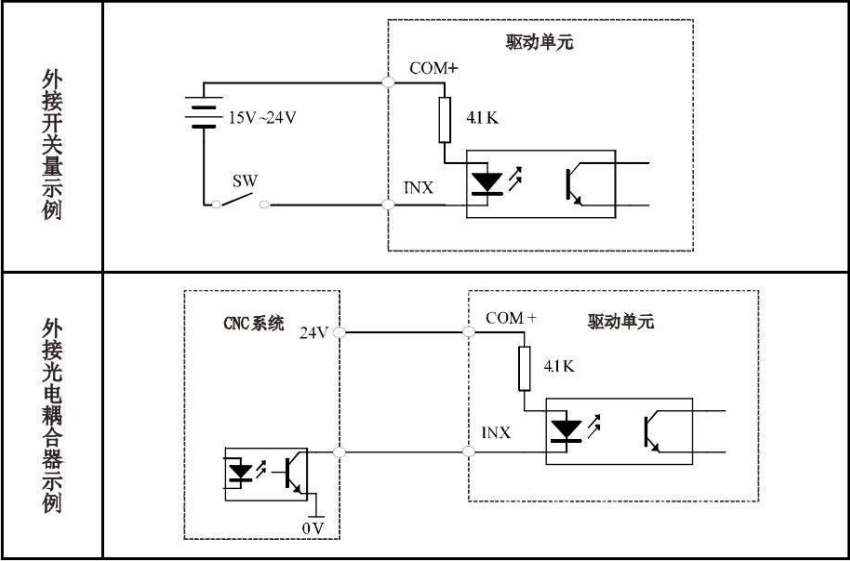 外接开关量示例
驱动单元
COM+
15V~24V
4.1K
SW
INX
外接光电耦合器示例
CNC系统
24V
COM+
驱动单元
4.1K
INX
0V